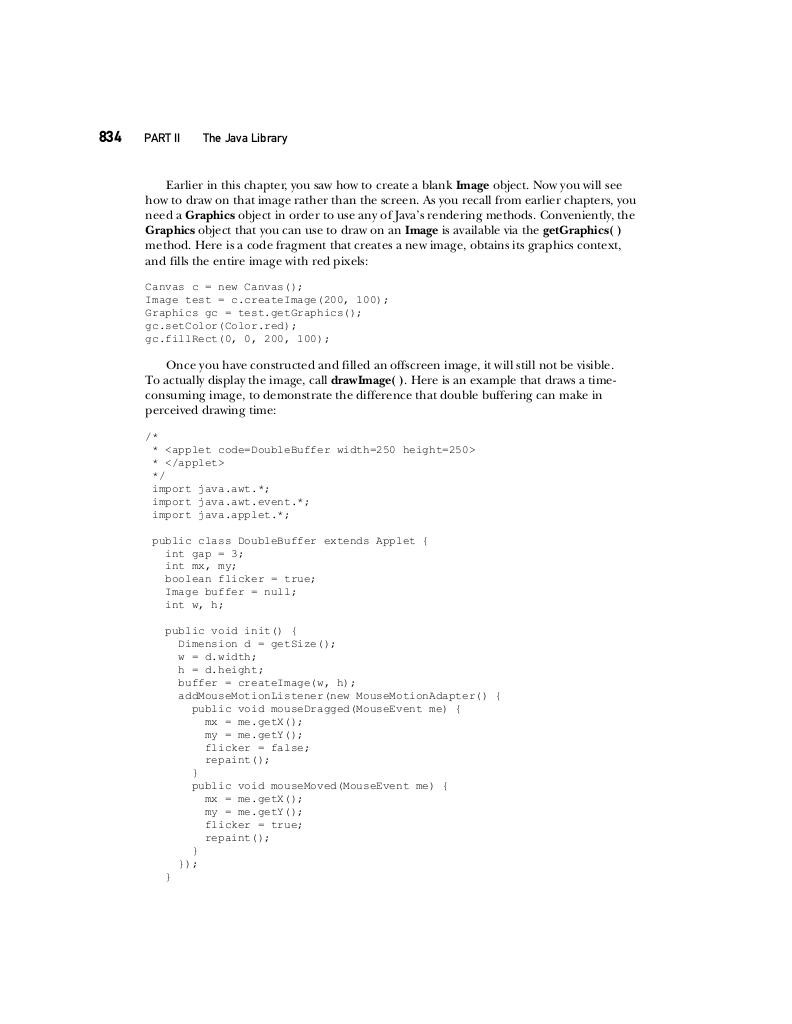 834 PART II The Java Library
Earlier in this chapter, you saw how to create a blank Image object. Now you will see
how to draw on that image rather than the screen. As you recall from earlier chapters, you
need a Graphics object in order to use any of Java's rendering methods. Conveniently, the
Graphics object that you can use to draw on an Image is available via the getGraphics( )
method. Here is a code fragment that creates a new image, obtains its graphics context,
and fills the entire image with red pixels:
Canvas c = new Canvas();
Image test = c.createImage(200, 100);
Graphics gc = test.getGraphics();
gc.setColor(Color.red);
gc.fillRect(0, 0, 200, 100);
Once you have constructed and filled an offscreen image, it will still not be visible.
To actually display the image, call drawImage( ). Here is an example that draws a time-
consuming image, to demonstrate the difference that double buffering can make in
perceived drawing time:
/*
 * <applet code=DoubleBuffer width=250 height=250>
 * </applet>
 */
 import java.awt.*;
 import java.awt.event.*;
 import java.applet.*;
 public class DoubleBuffer extends Applet {
   int gap = 3;
   int mx, my;
   boolean flicker = true;
   Image buffer = null;
   int w, h;
   public void init() {
     Dimension d = getSize();
     w = d.width;
     h = d.height;
     buffer = createImage(w, h);
     addMouseMotionListener(new MouseMotionAdapter() {
       public void mouseDragged(MouseEvent me) {
         mx = me.getX();
         my = me.getY();
         flicker = false;
         repaint();
       }
       public void mouseMoved(MouseEvent me) {
         mx = me.getX();
         my = me.getY();
         flicker = true;
         repaint();
       }
     });
   }